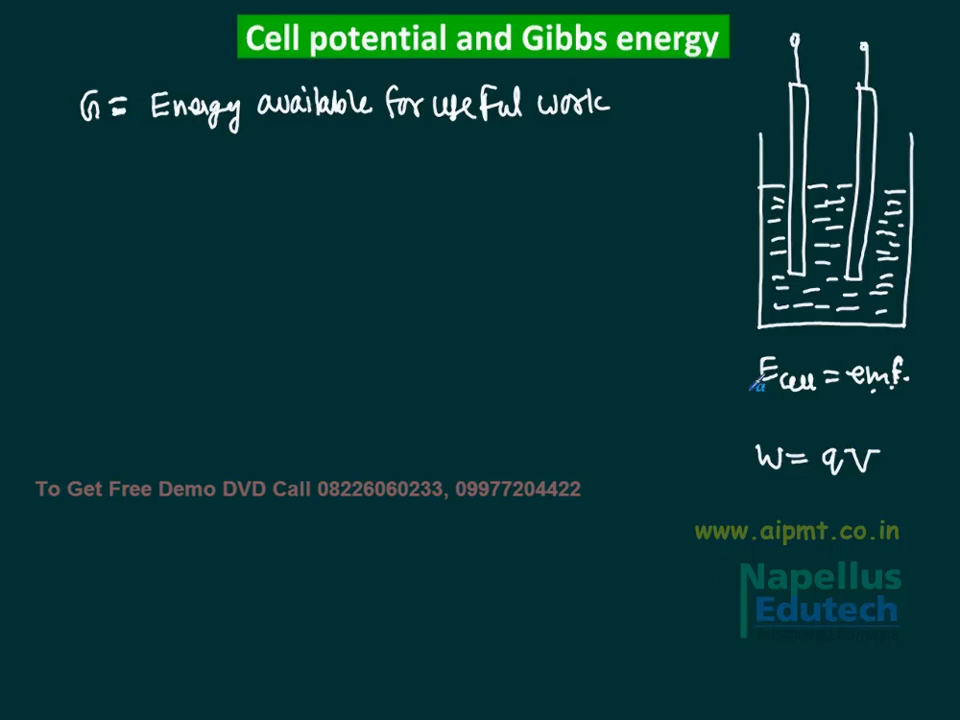 Cell potential and Gibbs energy
G = Energy available for useful work
Ecell = emf.
W = qV
To Get Free Demo DVD Call 08226060233, 09977204422
www.aipmt.co.in
Napellus
Edutech